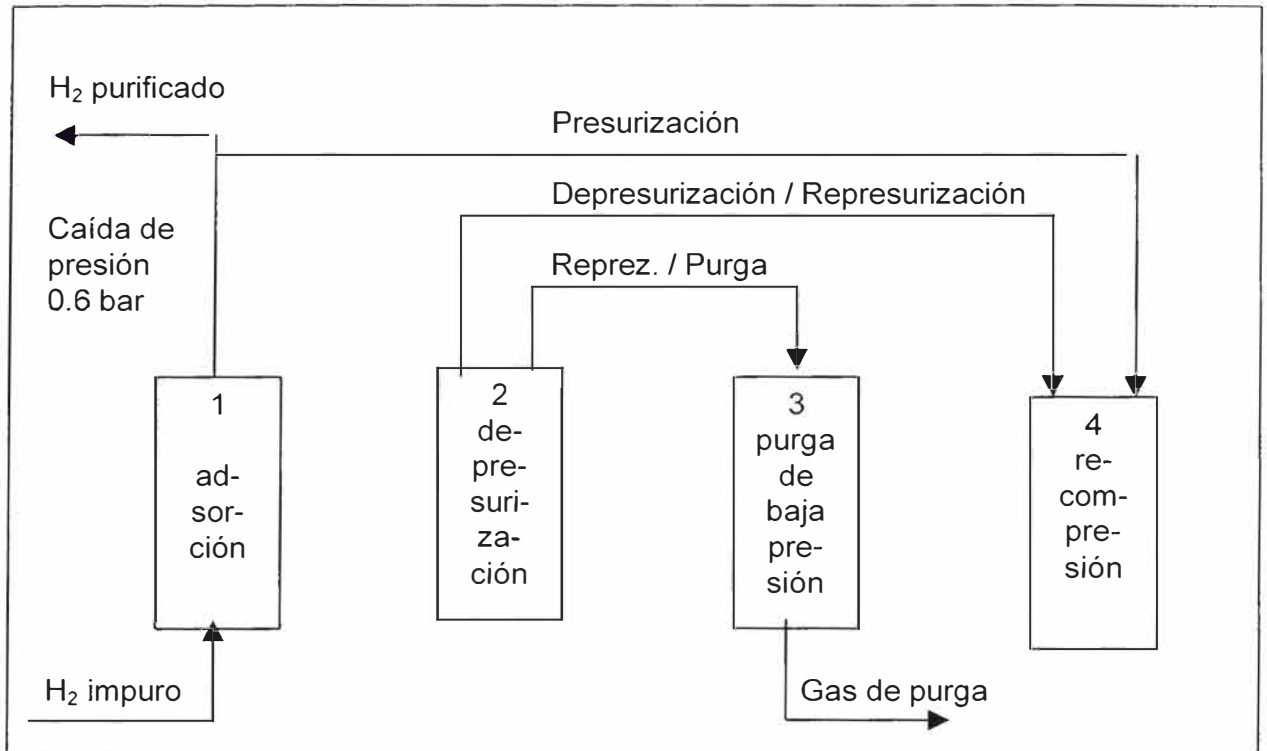 H₂ purificado
Presurización
Depresurización / Represurización
Caída de
presión
0.6 bar
Reprez. / Purga
1
ad-
sor-
ción
2
de-
pre-
suri-
za-
ción
3
purga
de
baja
pre-
sión
4
re-
com-
pre-
sión
H₂ impuro
Gas de purga